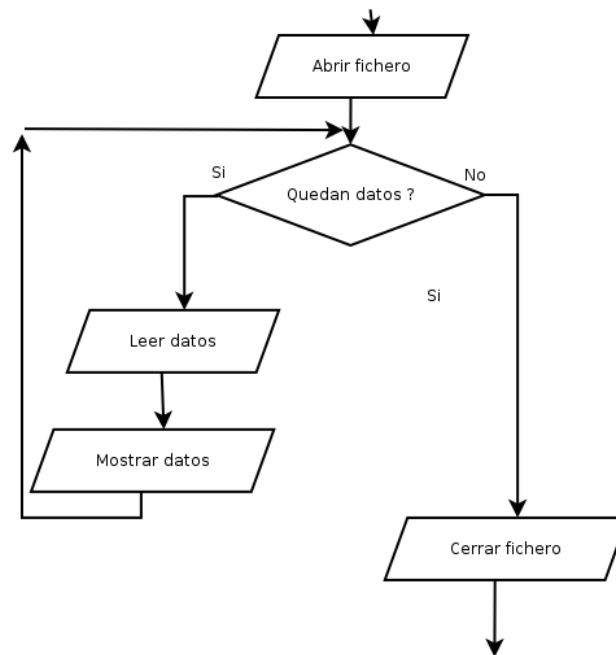 Abrir fichero
Si
No
Quedan datos ?
Si
Leer datos
Mostrar datos
Cerrar fichero